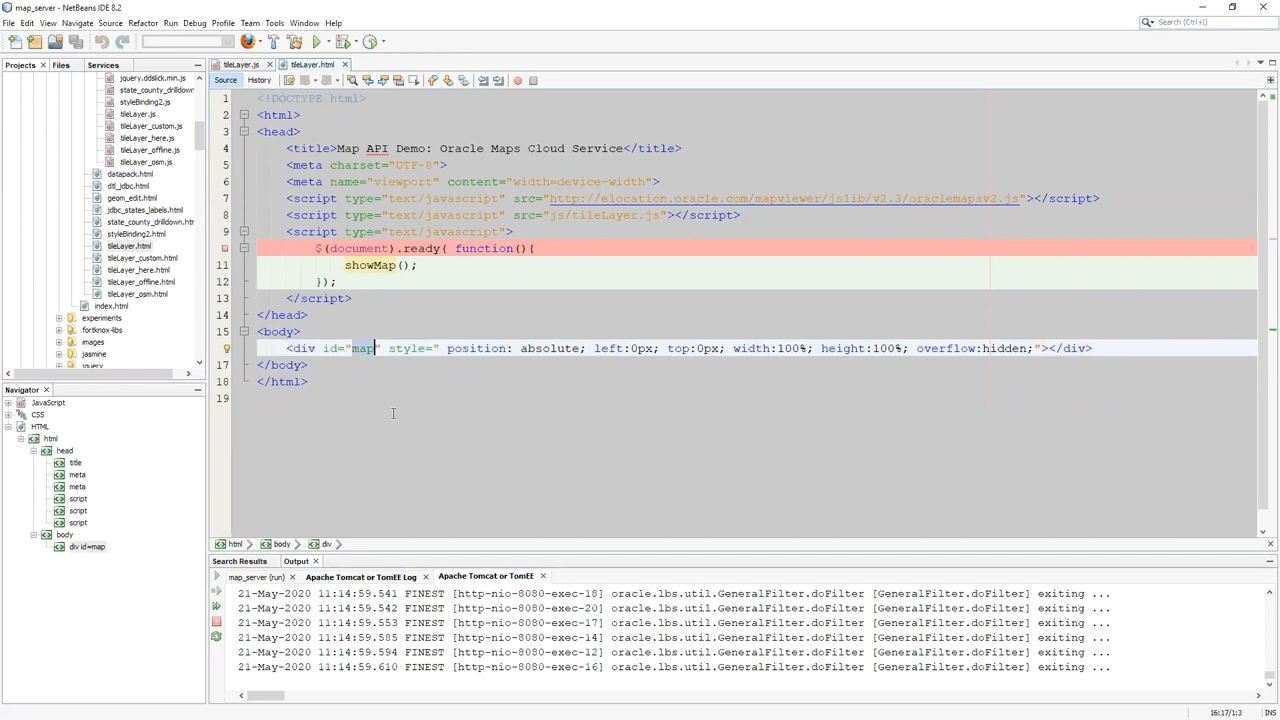 map_server - NetBeans IDE 8.2
File Edit View Navigate Source Refactor Run Debug Profile Team Tools Window Help
Search (Ctrl+I)
Projects Files Services
tileLayer.js tileLayer.html
Source History
jquery.ddslick.min.js
state_county_drilldown
styleBinding2.js
tileLayer.js
tileLayer_custom.js
tileLayer_here.js
tileLayer_offline.js
tileLayer_osm.js
datapack.html
dtl_jdbc.html
geom_edit.html
jdbc_states_labels.html
state_county_drilldown.htn
styleBinding2.html
tileLayer.html
tileLayer_custom.html
tileLayer_here.html
tileLayer_offline.html
tileLayer_osm.html
index.html
experiments
fortknox-libs
images
jasmine
jquery
1 <!DOCTYPE html>
2 <html>
3 <head>
4 <title>Map API Demo: Oracle Maps Cloud Service</title>
5 <meta charset="UTF-8">
6 <meta name="viewport" content="width=device-width">
7 <script type="text/javascript" src="http://elocation.oracle.com/mapviewer/jslib/v2.3/oraclemapsv2.js"></script>
8 <script type="text/javascript" src="js/tileLayer.js"></script>
9 <script type="text/javascript">
$(document).ready( function(){
11 showMap();
12 });
13 </script>
14 </head>
15 <body>
<div id="map" style=" position: absolute; left:0px; top:0px; width:100%; height:100%; overflow:hidden;"></div>
17 </body>
18 </html>
19
Navigator
JavaScript
CSS
HTML
html
head
title
meta
meta
script
script
script
body
div id=map
html body div
Search Results Output
map_server (run) Apache Tomcat or TomEE Log Apache Tomcat or TomEE
21-May-2020 11:14:59.541 FINEST [http-nio-8080-exec-18] oracle.lbs.util.GeneralFilter.doFilter [GeneralFilter.doFilter] exiting ...
21-May-2020 11:14:59.542 FINEST [http-nio-8080-exec-20] oracle.lbs.util.GeneralFilter.doFilter [GeneralFilter.doFilter] exiting ...
21-May-2020 11:14:59.553 FINEST [http-nio-8080-exec-17] oracle.lbs.util.GeneralFilter.doFilter [GeneralFilter.doFilter] exiting ...
21-May-2020 11:14:59.585 FINEST [http-nio-8080-exec-14] oracle.lbs.util.GeneralFilter.doFilter [GeneralFilter.doFilter] exiting ...
21-May-2020 11:14:59.594 FINEST [http-nio-8080-exec-12] oracle.lbs.util.GeneralFilter.doFilter [GeneralFilter.doFilter] exiting ...
21-May-2020 11:14:59.610 FINEST [http-nio-8080-exec-16] oracle.lbs.util.GeneralFilter.doFilter [GeneralFilter.doFilter] exiting ...
16:17/1:3 INS